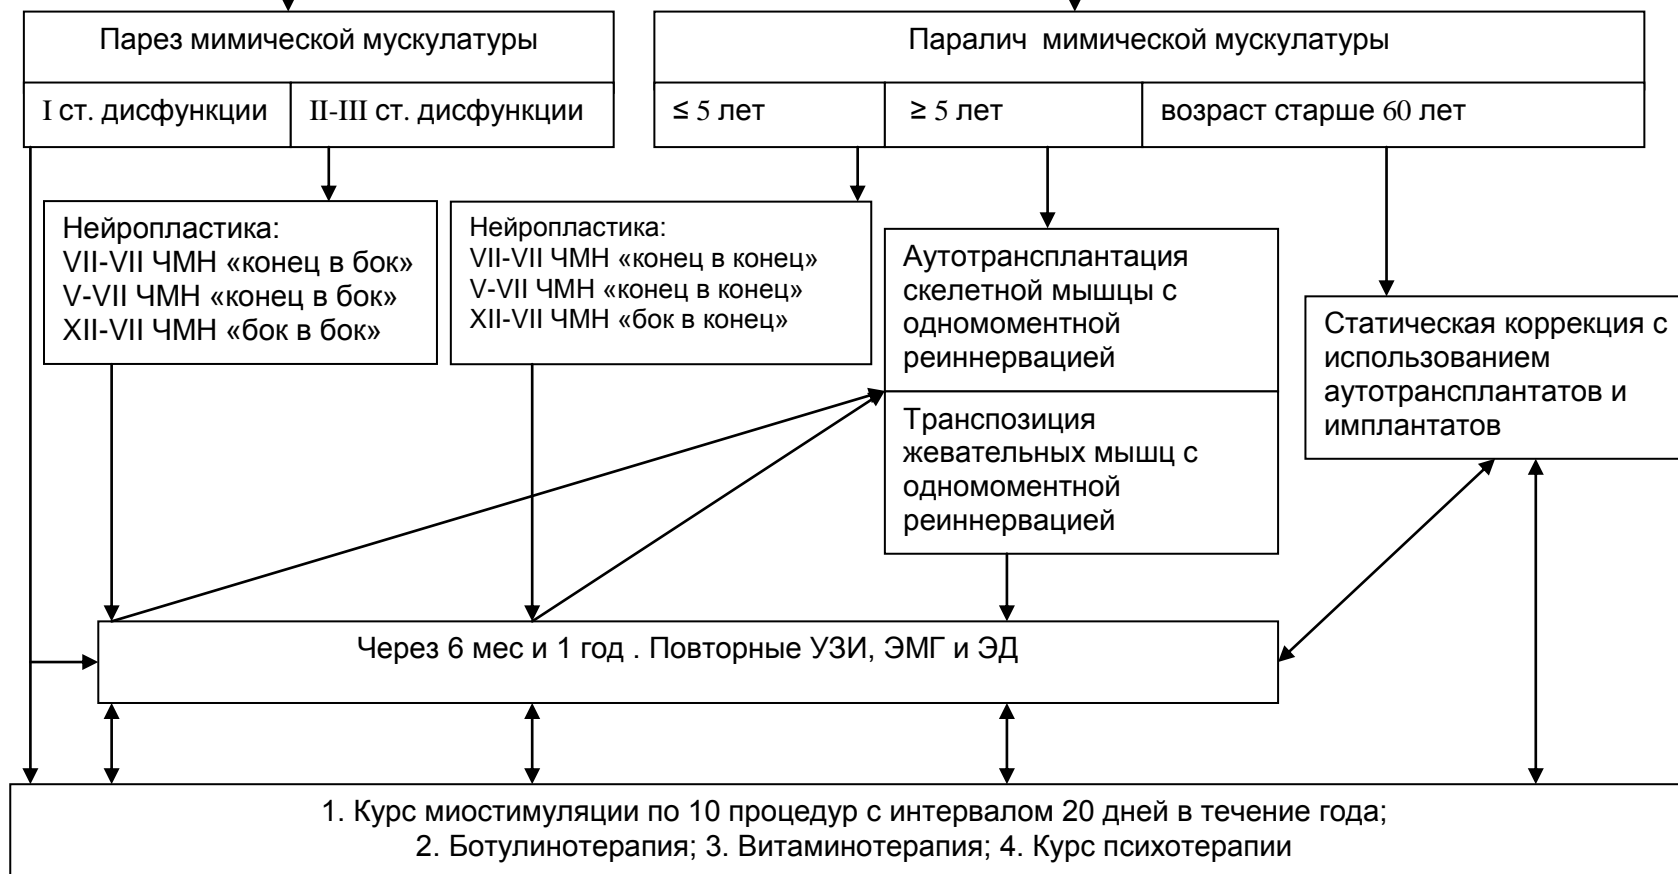 Парез мимической мускулатуры
Паралич мимической мускулатуры
I ст. дисфункции
II-III ст. дисфункции
≤ 5 лет
≥ 5 лет
возраст старше 60 лет
Нейропластика:
VII-VII ЧМН «конец в бок»
V-VII ЧМН «конец в бок»
XII-VII ЧМН «бок в бок»
Нейропластика:
VII-VII ЧМН «конец в конец»
V-VII ЧМН «конец в конец»
XII-VII ЧМН «бок в конец»
Аутотрансплантация
скелетной мышцы с
одномоментной
реиннервацией
Транспозиция
жевательных мышц с
одномоментной
реиннервацией
Статическая коррекция с
использованием
аутотрансплантатов и
имплантатов
Через 6 мес и 1 год . Повторные УЗИ, ЭМГ и ЭД
1. Курс миостимуляции по 10 процедур с интервалом 20 дней в течение года;
2. Ботулинотерапия; 3. Витаминотерапия; 4. Курс психотерапии